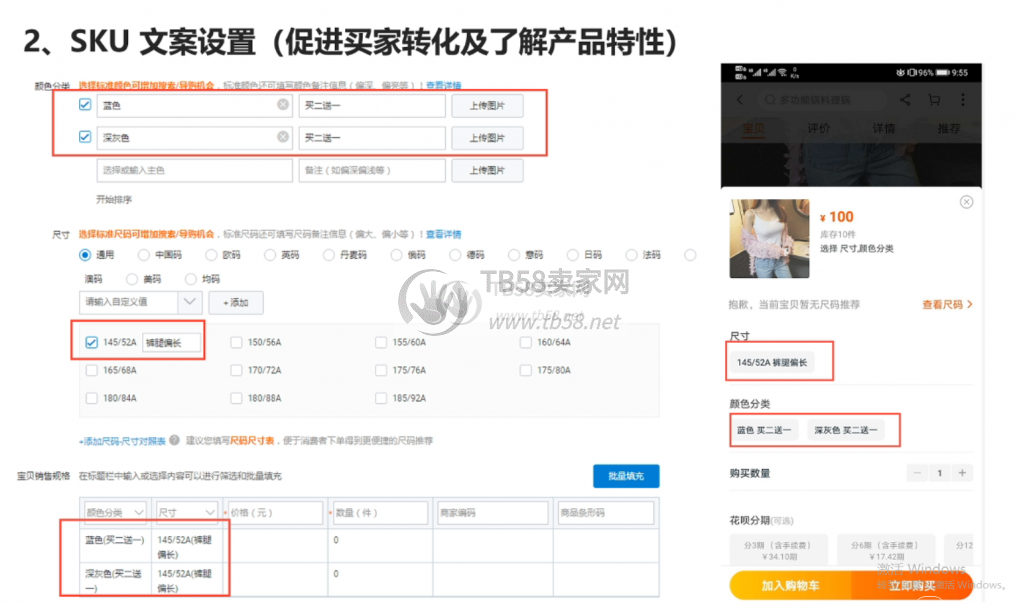 2、SKU 文案设置（促进买家转化及了解产品特性）
颜色分类 选择标准颜色可增加搜索/导购机会，标准颜色还可填写颜色备注信息（偏深、偏亮等）！查看详情
蓝色 买二送一 上传图片
深灰色 买二送一 上传图片
选择或输入主色 备注（如偏深偏浅等） 上传图片
开始排序
尺寸 选择标准尺码可增加搜索/导购机会，标准尺码还可填写尺码备注信息（偏大、偏小等）！查看详情
通用 中国码 欧码 英码 丹麦码 俄码 德码 意码 日码 法码
澳码 美码 均码
请输入自定义值 +添加
145/52A 裤腿偏长 150/56A 155/60A 160/64A
165/68A 170/72A 175/76A 175/80A
180/84A 180/88A 185/92A
+添加尺码-尺寸对照表 ? 建议您填写尺码尺寸表，便于消费者下单得到更便捷的尺码推荐
宝贝销售规格 在标题栏中输入或选择内容可以进行筛选和批量填充 批量填充
颜色分类 尺寸 *价格（元） *数量（件） 商家编码 商品条形码
蓝色(买二送一) 145/52A(裤腿偏长) 0
深灰色(买二送一) 145/52A(裤腿偏长) 0
TB58卖家网
www.tb58.net
96% 9:55
多功能钻料理锅
宝贝 评价 详情 推荐
¥ 100
库存10件
选择 尺寸,颜色分类
抱歉，当前宝贝暂无尺码推荐 查看尺码
尺寸
145/52A 裤腿偏长
颜色分类
蓝色 买二送一 深灰色 买二送一
购买数量 − 1 +
花呗分期(可选)
分3期（含手续费） 分6期（含手续费） 分12
¥34.10期 ¥17.42期
激活 Windows
加入购物车 立即购买